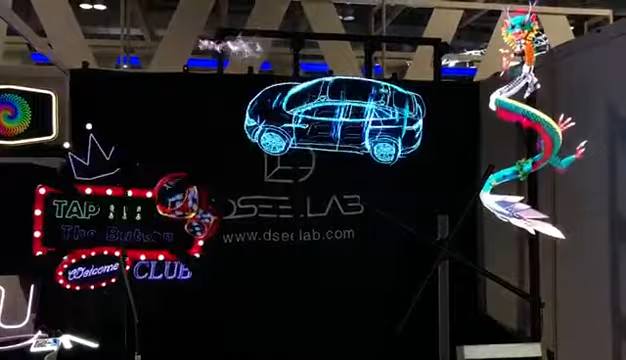 TAP
The Button
Welcome
CLUB
DSEE.LAB
www.dseelab.com